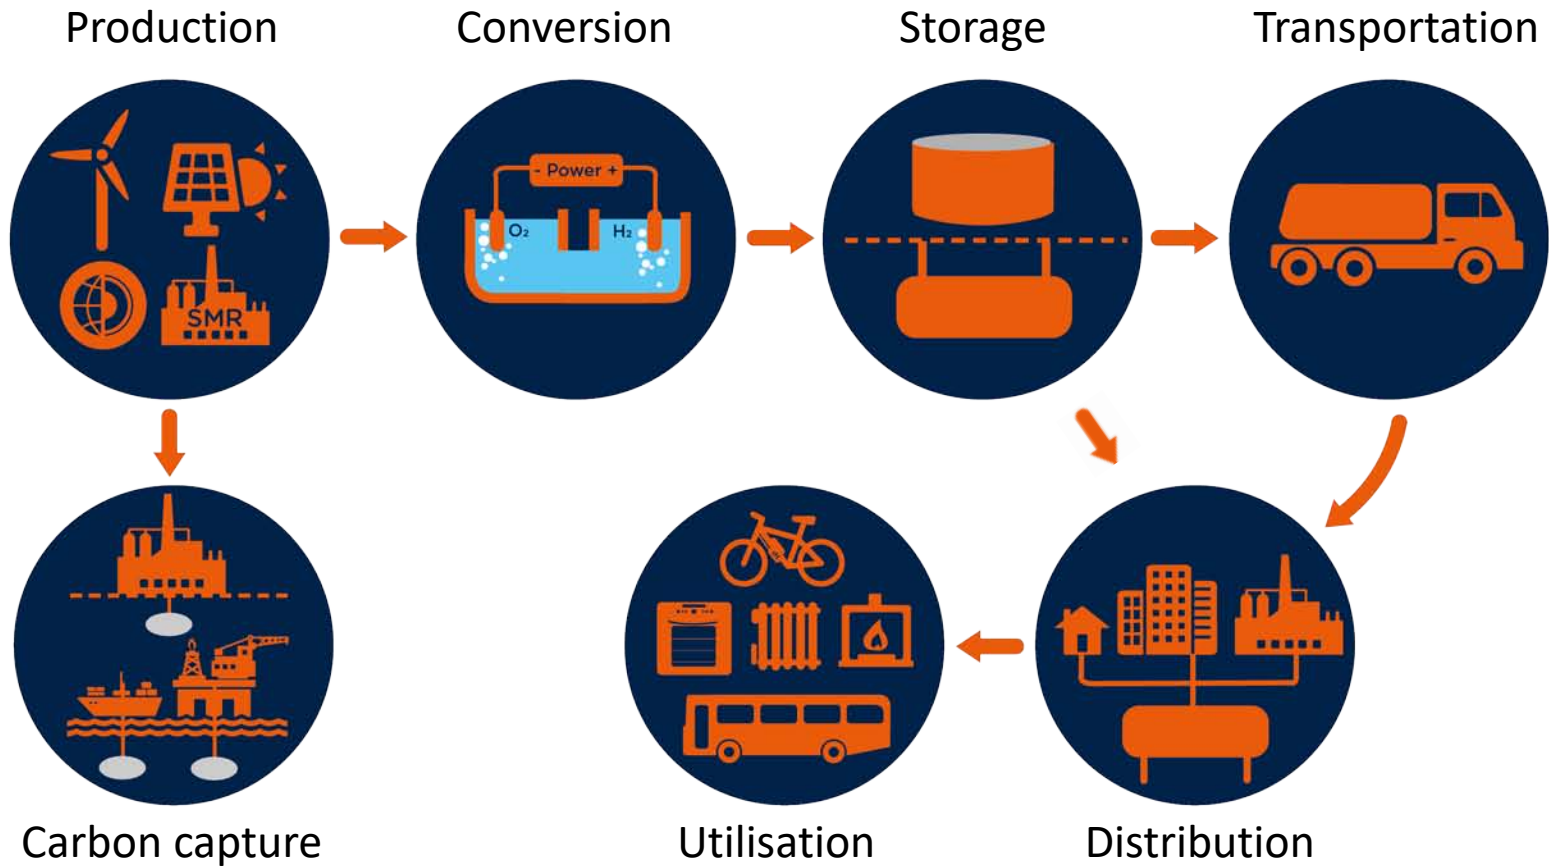 Production
Conversion
Storage
Transportation
- Power +
O₂
H₂
SMR
Carbon capture
Utilisation
Distribution